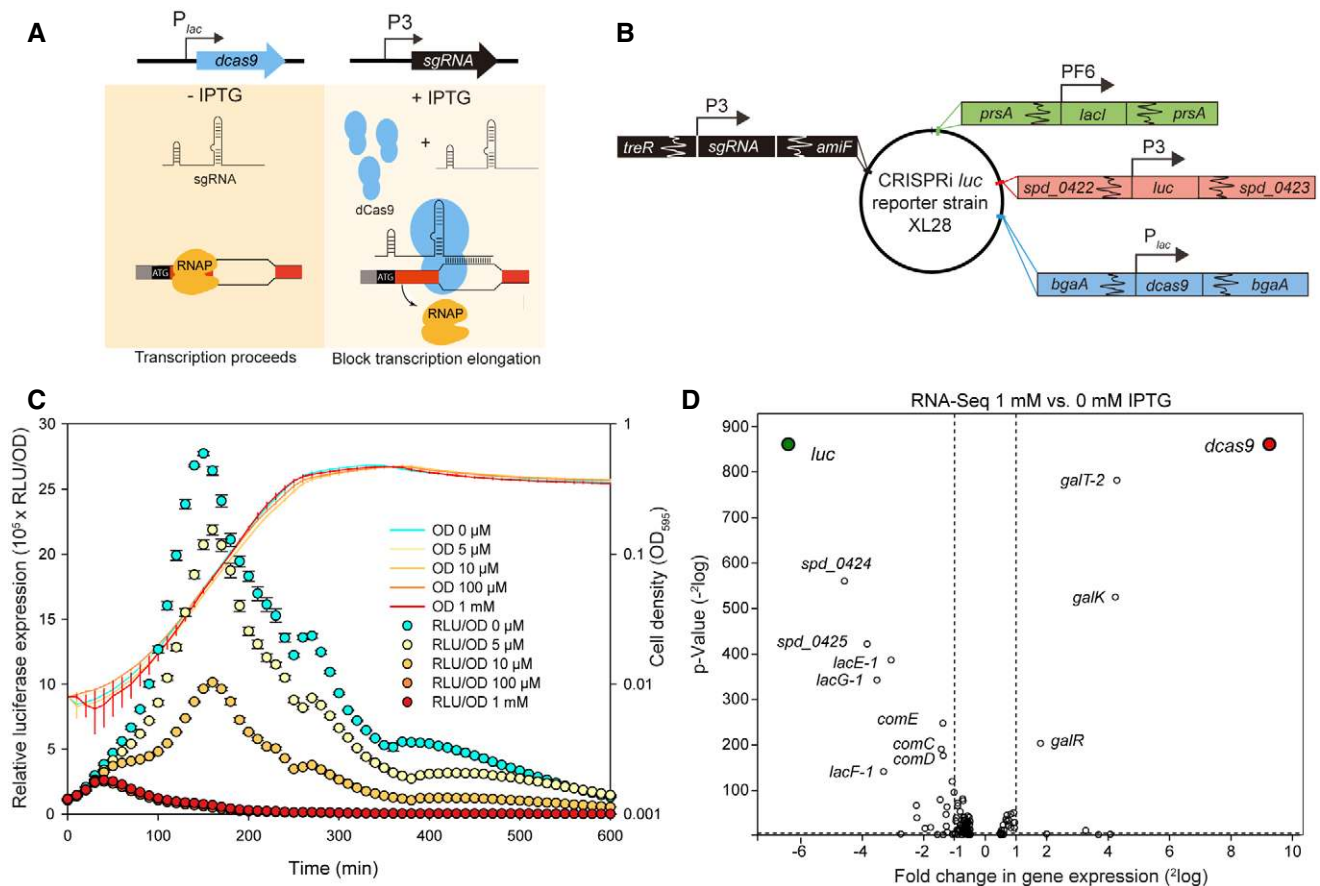 A
P lac
dcas9
P3
sgRNA
- IPTG
+ IPTG
sgRNA
+
dCas9
ATG
RNAP
ATG
RNAP
Transcription proceeds
Block transcription elongation
B
P3
treR
sgRNA
amiF
PF6
prsA
lacI
prsA
CRISPRi luc
reporter strain
XL28
P3
spd_0422
luc
spd_0423
P lac
bgaA
dcas9
bgaA
C
Relative luciferase expression (10⁵ x RLU/OD)
30
25
20
15
10
5
0
OD 0 µM
OD 5 µM
OD 10 µM
OD 100 µM
OD 1 mM
RLU/OD 0 µM
RLU/OD 5 µM
RLU/OD 10 µM
RLU/OD 100 µM
RLU/OD 1 mM
1
0.1
0.01
0.001
Cell density (OD₅₉₅)
0 100 200 300 400 500 600
Time (min)
D
RNA-Seq 1 mM vs. 0 mM IPTG
p-Value (-²log)
900
800
700
600
500
400
300
200
100
luc
dcas9
galT-2
spd_0424
galK
spd_0425
lacE-1
lacG-1
comE
comC
galR
comD
lacF-1
-6 -4 -2 -1 0 1 2 4 6 8 10
Fold change in gene expression (²log)